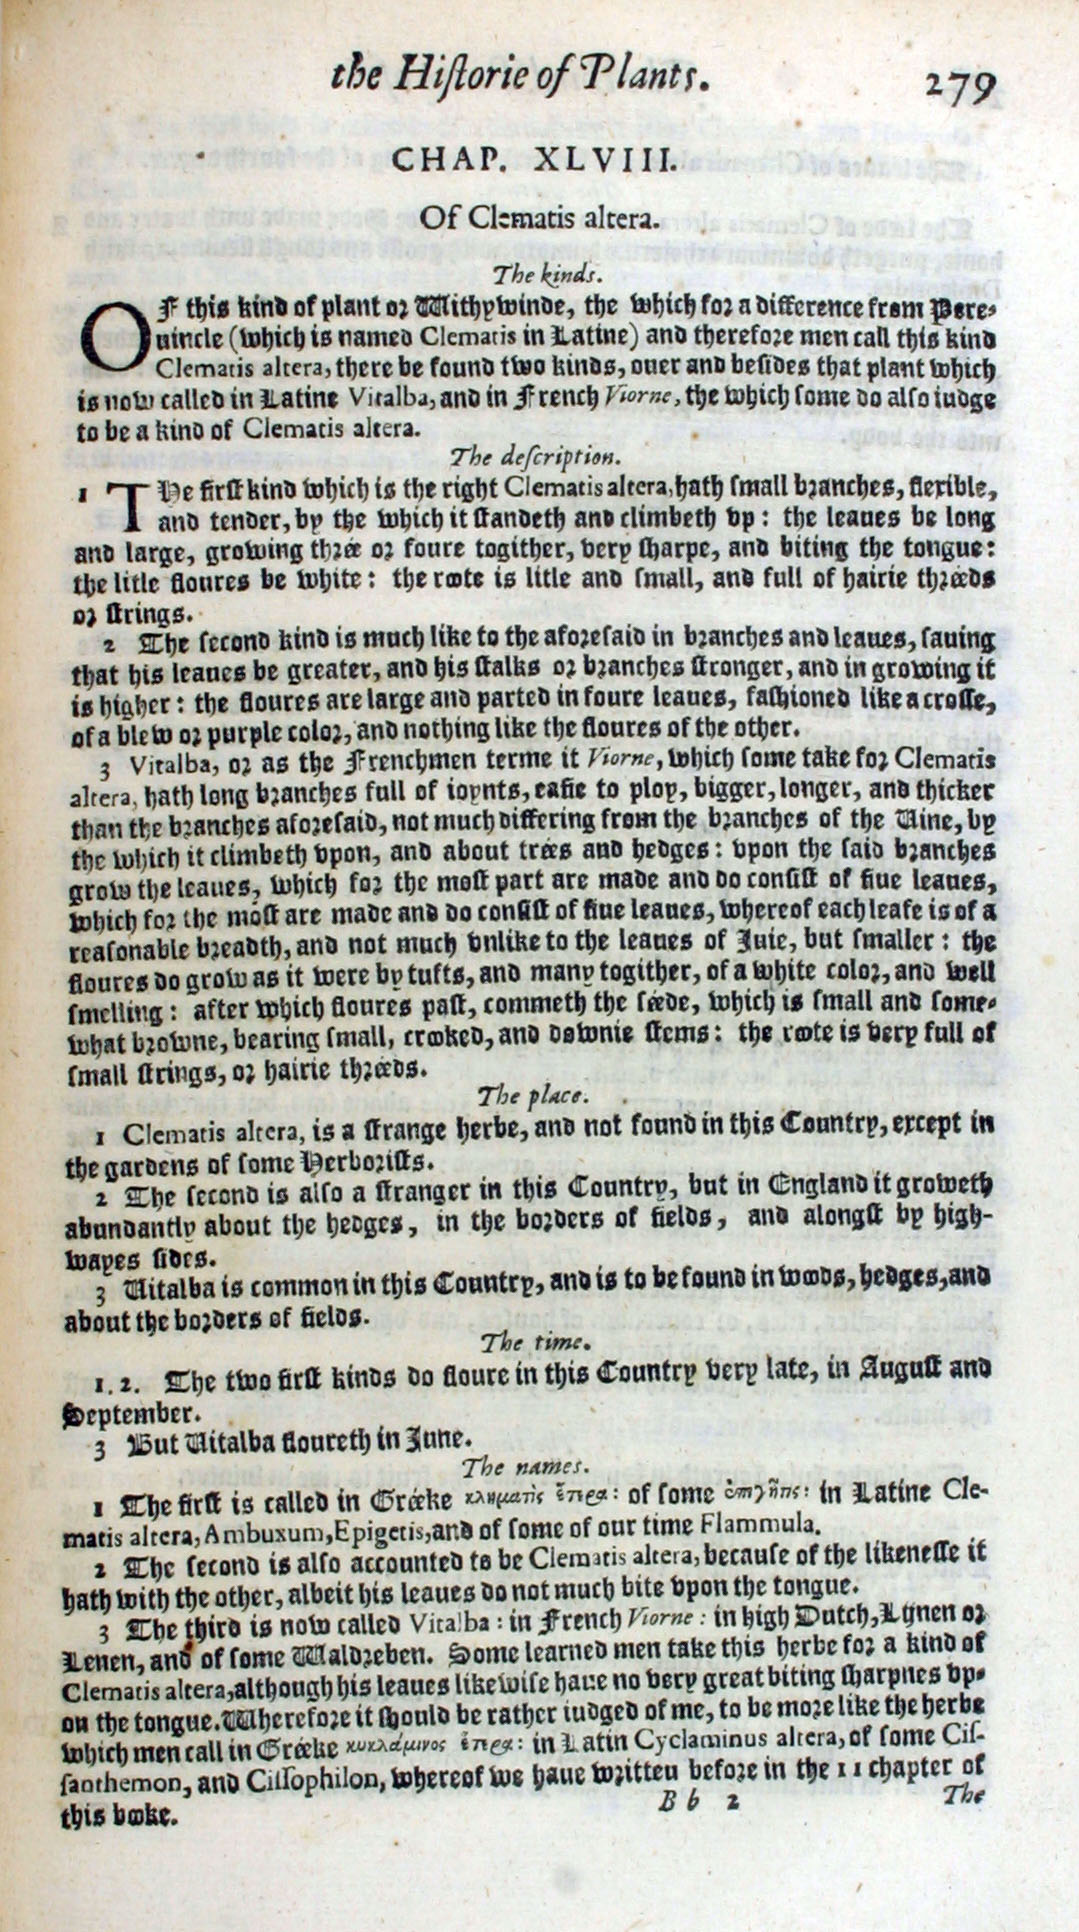 the Hiſtorie of Plants. 279
CHAP. XLVIII.
Of Clematis altera.
The kinds.
OF this kind of plant or Withywinde, the which for a difference from Pere-
uincle (which is named Clematis in Latine) and therefore men call this kind
Clematis altera, there be found two kinds, ouer and beſides that plant which
is now called in Latine Vitalba, and in French Viorne, the which ſome do alſo iudge
to be a kind of Clematis altera.
The deſcription.
1 THe firſt kind which is the right Clematis altera, hath ſmall branches, flexible,
and tender, by the which it ſtandeth and climbeth vp: the leaues be long
and large, growing thrée or foure togither, very ſharpe, and biting the tongue:
the litle floures be white: the roote is litle and ſmall, and full of hairie thréeds
or ſtrings.
2 The ſecond kind is much like to the aforeſaid in branches and leaues, ſauing
that his leaues be greater, and his ſtalks or branches ſtronger, and in growing it
is higher: the floures are large and parted in foure leaues, faſhioned like a croſſe,
of a blew or purple color, and nothing like the floures of the other.
3 Vitalba, or as the Frenchmen terme it Viorne, which ſome take for Clematis
altera, hath long branches full of ioynts, eaſie to ploy, bigger, longer, and thicker
than the branches aforeſaid, not much differing from the branches of the Vine, by
the which it climbeth vpon, and about trées and hedges: vpon the ſaid branches
grow the leaues, which for the moſt part are made and do conſiſt of fiue leaues,
which for the moſt are made and do conſiſt of fiue leaues, whereof each leafe is of a
reaſonable breadth, and not much vnlike to the leaues of Juie, but ſmaller: the
floures do grow as it were by tufts, and many togither, of a white color, and well
ſmelling: after which floures paſt, commeth the ſéede, which is ſmall and ſome-
what browne, bearing ſmall, crooked, and downie ſtems: the roote is very full of
ſmall ſtrings, or hairie thréeds.
The place.
1 Clematis altera, is a ſtrange herbe, and not found in this Country, except in
the gardens of ſome Herboriſts.
2 The ſecond is alſo a ſtranger in this Country, but in England it groweth
abundantly about the hedges, in the borders of fields, and alongſt by high-
wayes ſides.
3 Vitalba is common in this Country, and is to be found in woods, hedges, and
about the borders of fields.
The time.
1. 2. The two firſt kinds do floure in this Country very late, in Auguſt and
September.
3 But Vitalba floureth in June.
The names.
1 The firſt is called in Gréeke κληματὶς ἑτέρα: of ſome ἐπιγῆτις: in Latine Cle-
matis altera, Ambuxum, Epigetis, and of ſome of our time Flammula.
2 The ſecond is alſo accounted to be Clematis altera, becauſe of the likeneſſe it
hath with the other, albeit his leaues do not much bite vpon the tongue.
3 The third is now called Vitalba: in French Viorne: in high Dutch, Lynen or
Lenen, and of ſome Waldreben. Some learned men take this herbe for a kind of
Clematis altera, although his leaues likewiſe haue no very great biting ſharpnes vp-
on the tongue. Wherefore it ſhould be rather iudged of me, to be more like the herbe
which men call in Gréeke κυκλάμινος ἑτέρα: in Latin Cyclaminus altera, of ſome Ciſ-
ſanthemon, and Ciſſophilon, whereof we haue written before in the 11 chapter of
this booke.
B b 2 The